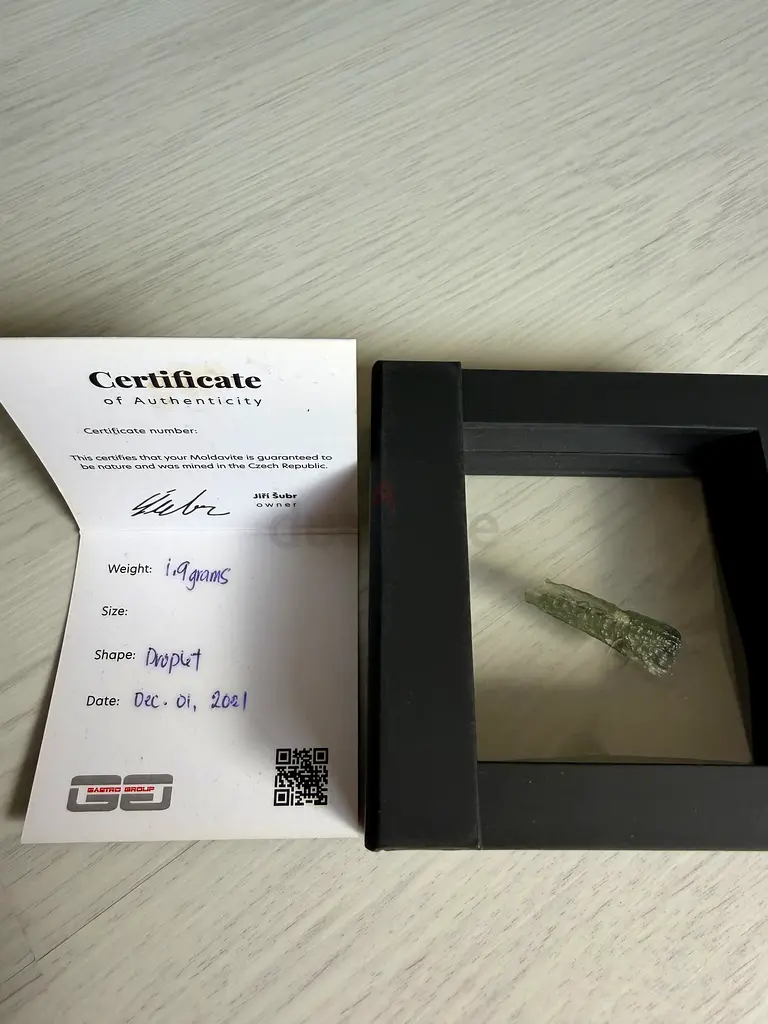 Certificate
of Authenticity
Certificate number:
This certifies that your Moldavite is guaranteed to
be nature and was mined in the Czech Republic.
Jiří Šubr
owner
Weight: 1.9 grams
Size:
Shape: Droplet
Date: Dec. 01, 2021
GASTRO GROUP